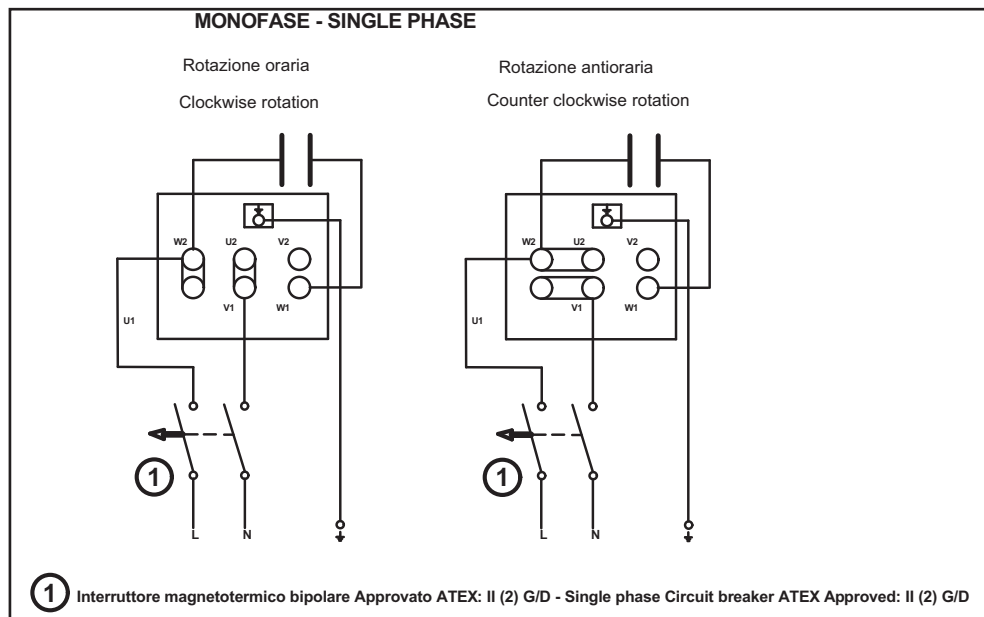 MONOFASE - SINGLE PHASE
Rotazione oraria
Clockwise rotation
Rotazione antioraria
Counter clockwise rotation
W2 U2 V2
U1 V1 W1
1
L N
W2 U2 V2
U1 V1 W1
1
L N
1 Interruttore magnetotermico bipolare Approvato ATEX: II (2) G/D - Single phase Circuit breaker ATEX Approved: II (2) G/D